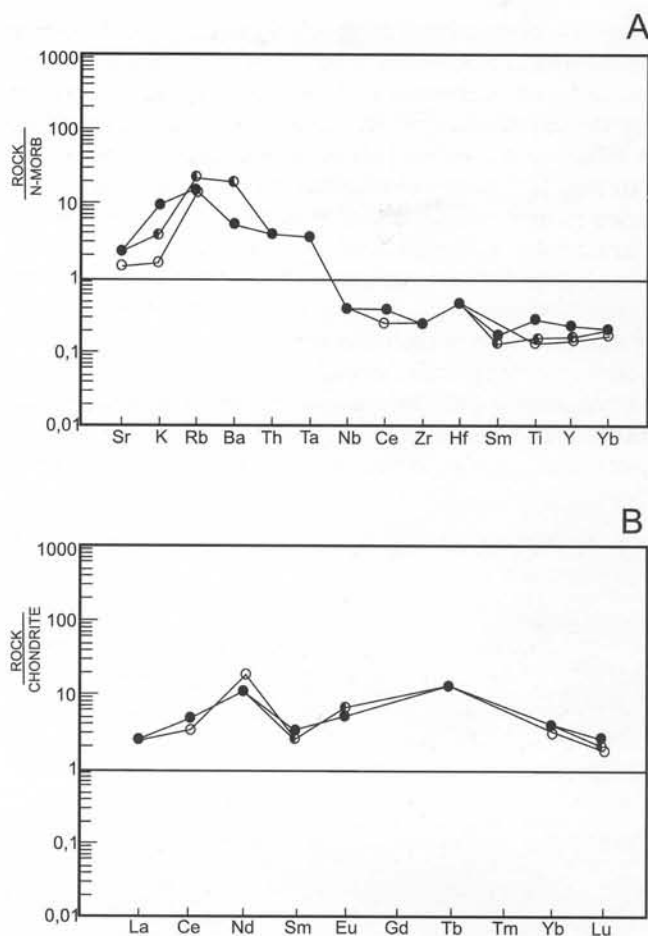 A
1000
100
10
1
0,1
0,01
ROCK
N-MORB
Sr K Rb Ba Th Ta Nb Ce Zr Hf Sm Ti Y Yb
B
1000
100
10
1
0,1
0,01
ROCK
CHONDRITE
La Ce Nd Sm Eu Gd Tb Tm Yb Lu